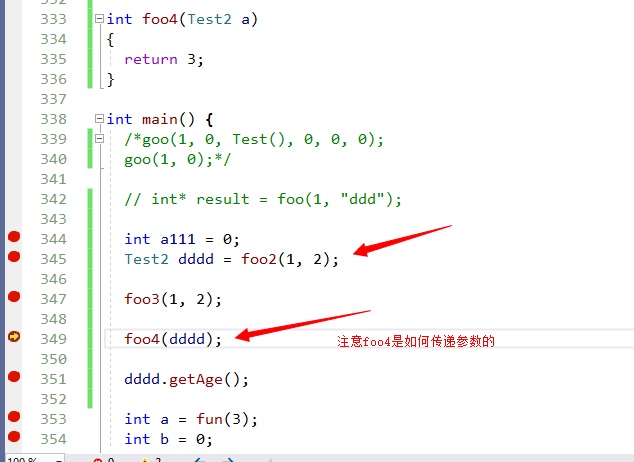 333 int foo4(Test2 a)
334 {
335 return 3;
336 }
337
338 int main() {
339 /*goo(1, 0, Test(), 0, 0, 0);
340 goo(1, 0);*/
341
342 // int* result = foo(1, "ddd");
343
344 int a111 = 0;
345 Test2 dddd = foo2(1, 2);
346
347 foo3(1, 2);
348
349 foo4(dddd); 注意foo4是如何传递参数的
350
351 dddd.getAge();
352
353 int a = fun(3);
354 int b = 0;